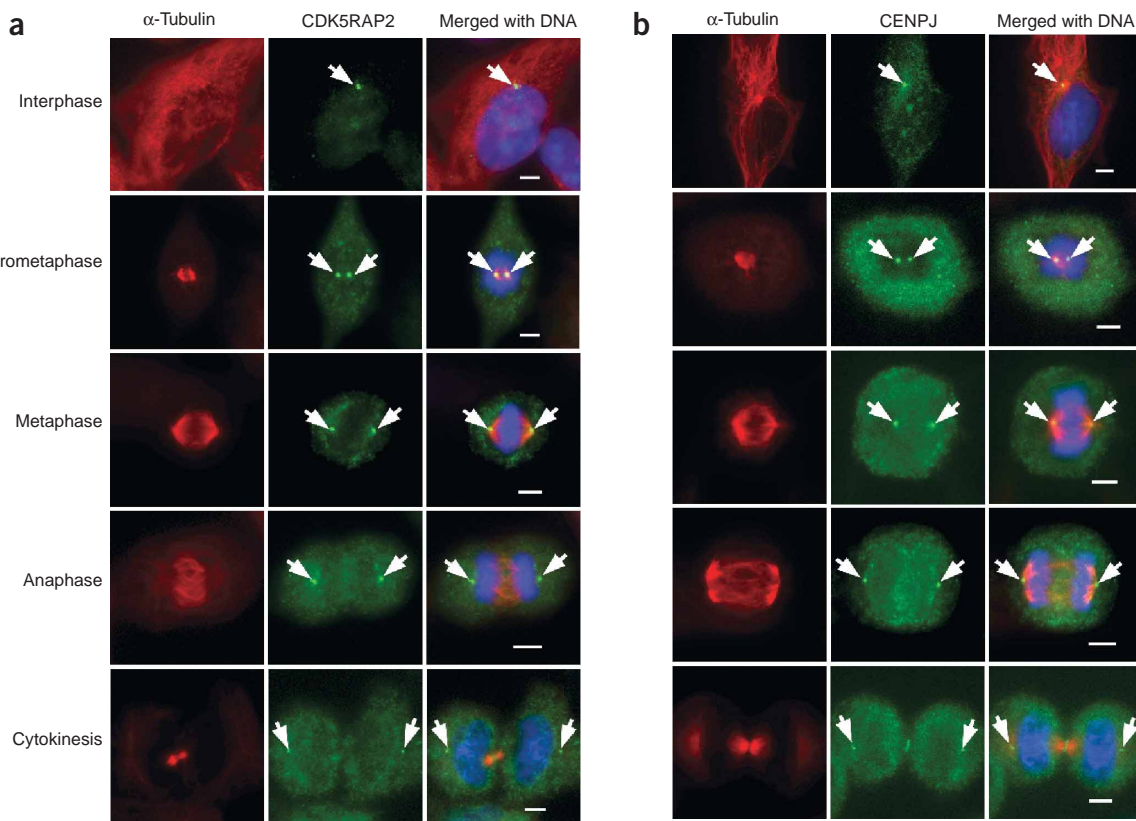 a
α-Tubulin CDK5RAP2 Merged with DNA
Interphase
rometaphase
Metaphase
Anaphase
Cytokinesis
b
α-Tubulin CENPJ Merged with DNA